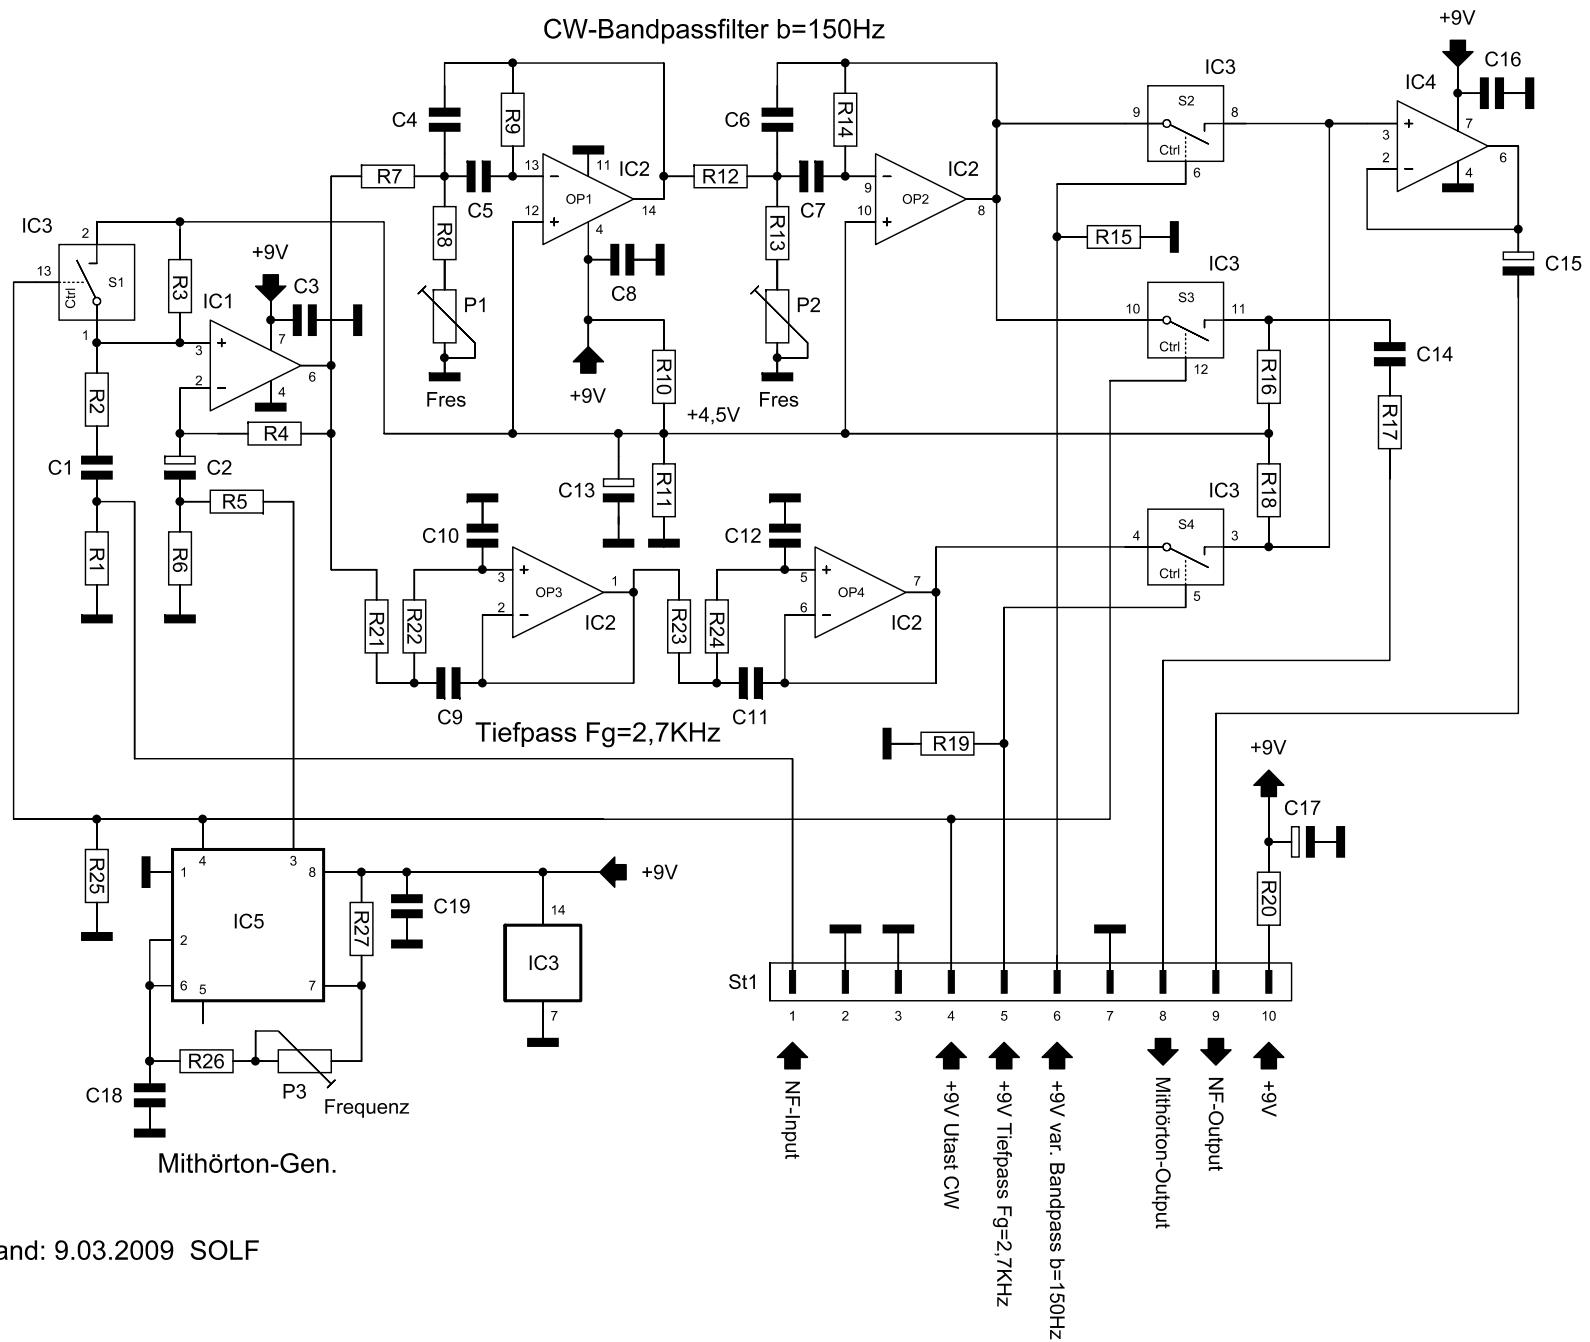 CW-Bandpassfilter b=150Hz
+9V
C16
IC4
3
+
7
2
−
6
4
C15
IC3
S2
9
8
Ctrl
6
C4
R9
R7
C5
13
−
11
IC2
OP1
12
+
14
4
R8
C8
P1
Fres
+9V
R10
C6
R14
R12
C7
9
−
IC2
OP2
10
+
8
R13
P2
Fres
R15
IC3
S3
10
11
Ctrl
12
C14
R16
R17
IC3
2
13
Ctrl
S1
1
R3
+9V
C3
IC1
3
+
7
2
−
6
4
R2
R4
C1
C2
R5
R1
R6
+4,5V
C13
R11
R18
C10
3
+
1
OP3
2
−
IC2
R21
R22
C9
C12
5
+
7
OP4
6
−
IC2
R23
R24
C11
IC3
S4
4
3
Ctrl
5
Tiefpass Fg=2,7KHz
R19
+9V
C17
R20
R25
4
3
1
8
IC5
2
6
5
7
R27
C19
+9V
14
IC3
7
R26
P3
Frequenz
C18
Mithörton-Gen.
St1
1
2
3
4
5
6
7
8
9
10
NF-Input
+9V Utast CW
+9V Tiefpass Fg=2,7KHz
+9V var. Bandpass b=150Hz
Mithörton-Output
NF-Output
+9V
and: 9.03.2009 SOLF